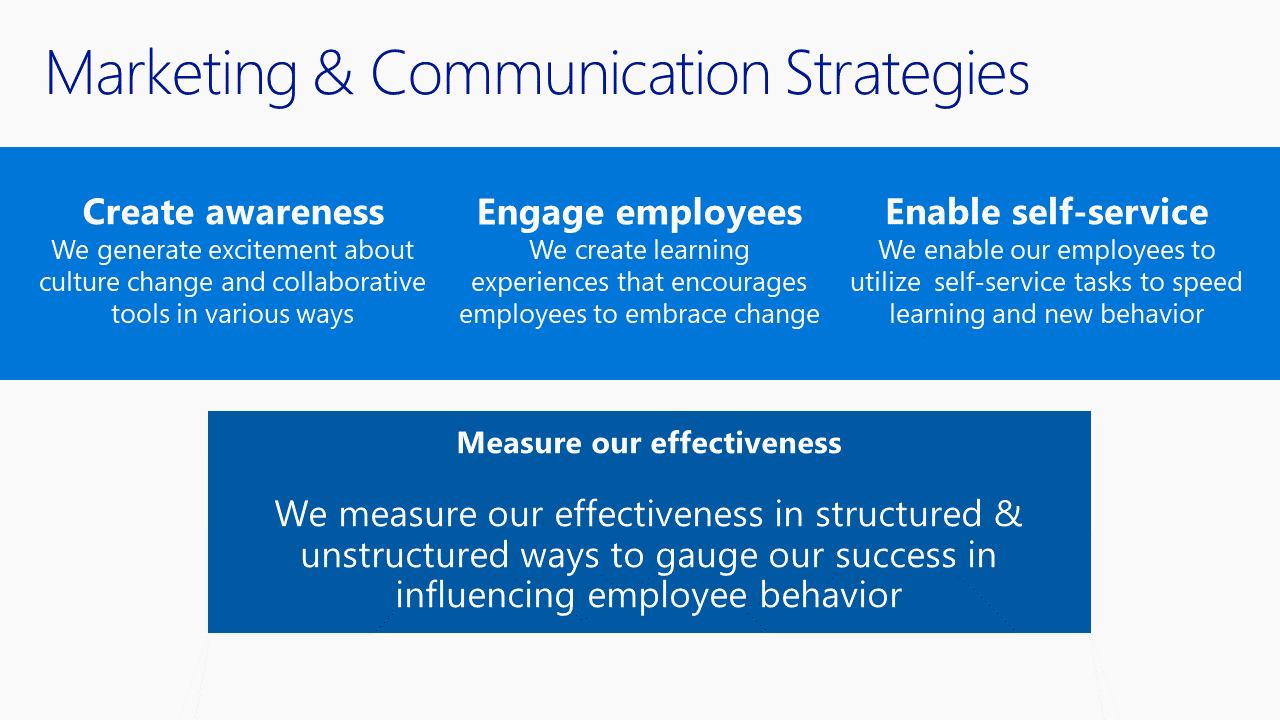 Marketing & Communication Strategies
Create awareness
We generate excitement about
culture change and collaborative
tools in various ways
Engage employees
We create learning
experiences that encourages
employees to embrace change
Enable self-service
We enable our employees to
utilize  self-service tasks to speed
learning and new behavior
Measure our effectiveness
We measure our effectiveness in structured &
unstructured ways to gauge our success in
influencing employee behavior